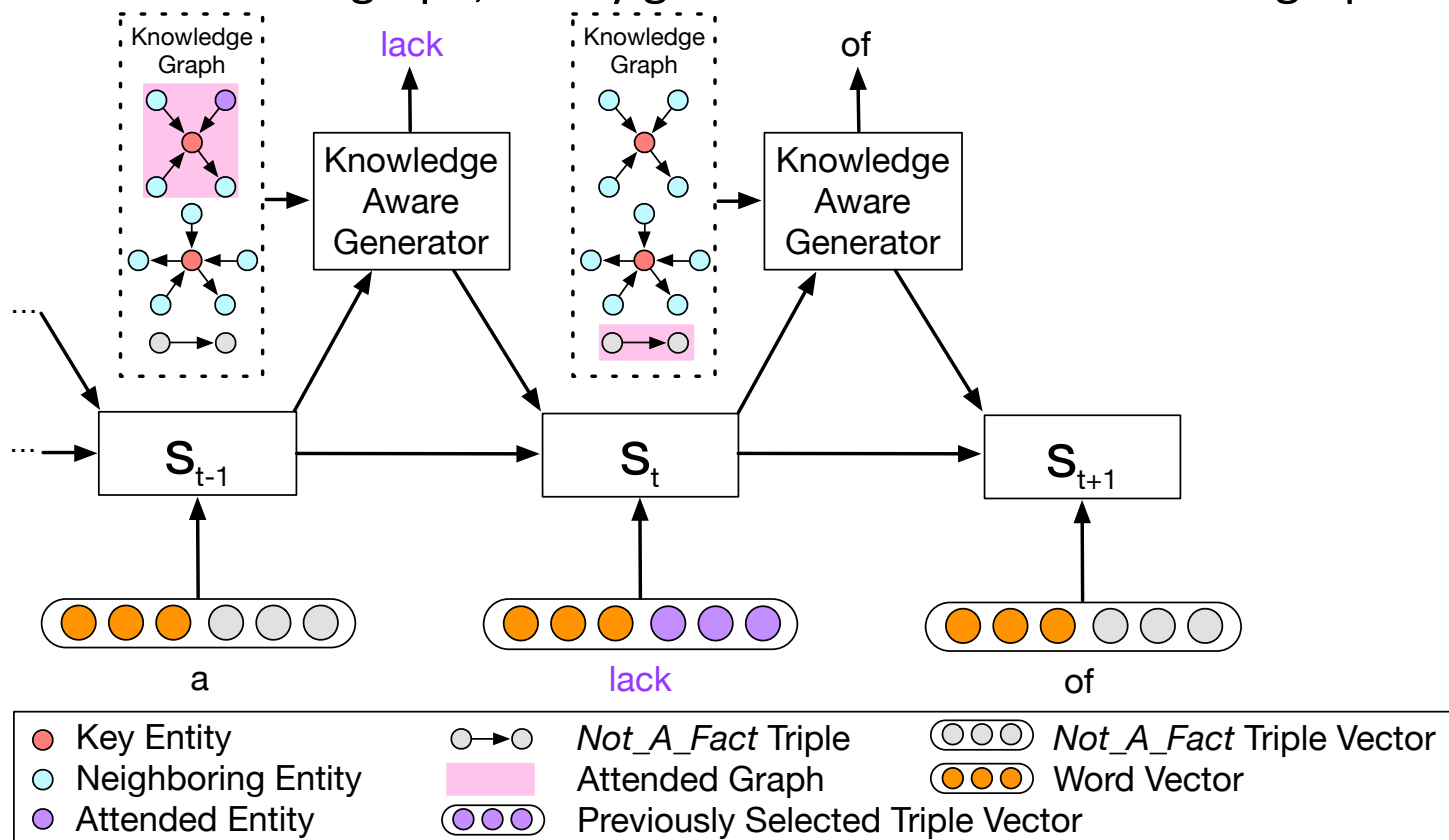 Knowledge
Graph
lack
Knowledge
Graph
of
Knowledge
Aware
Generator
Knowledge
Aware
Generator
...
...
S t-1
S t
S t+1
a
lack
of
Key Entity
Not_A_Fact Triple
Not_A_Fact Triple Vector
Neighboring Entity
Attended Graph
Word Vector
Attended Entity
Previously Selected Triple Vector